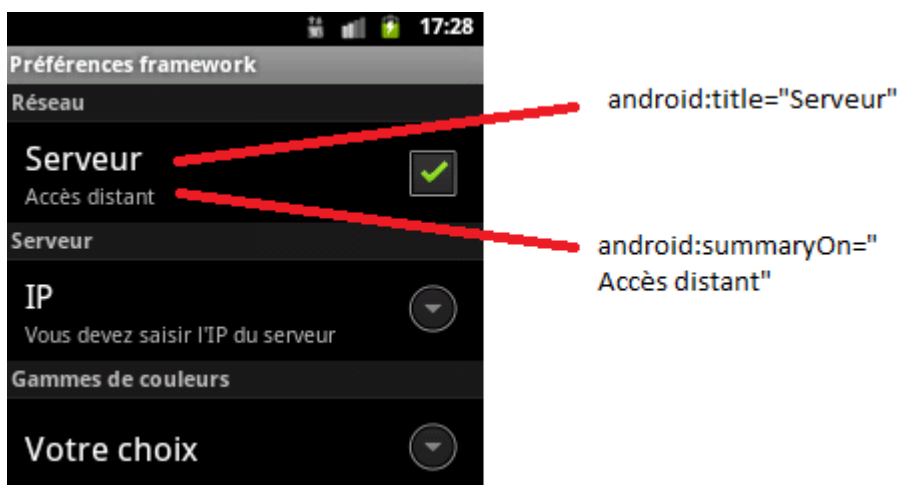 17:28
Préférences framework
Réseau
android:title="Serveur"
Serveur
Accès distant
Serveur
android:summaryOn="
Accès distant"
IP
Vous devez saisir l'IP du serveur
Gammes de couleurs
Votre choix